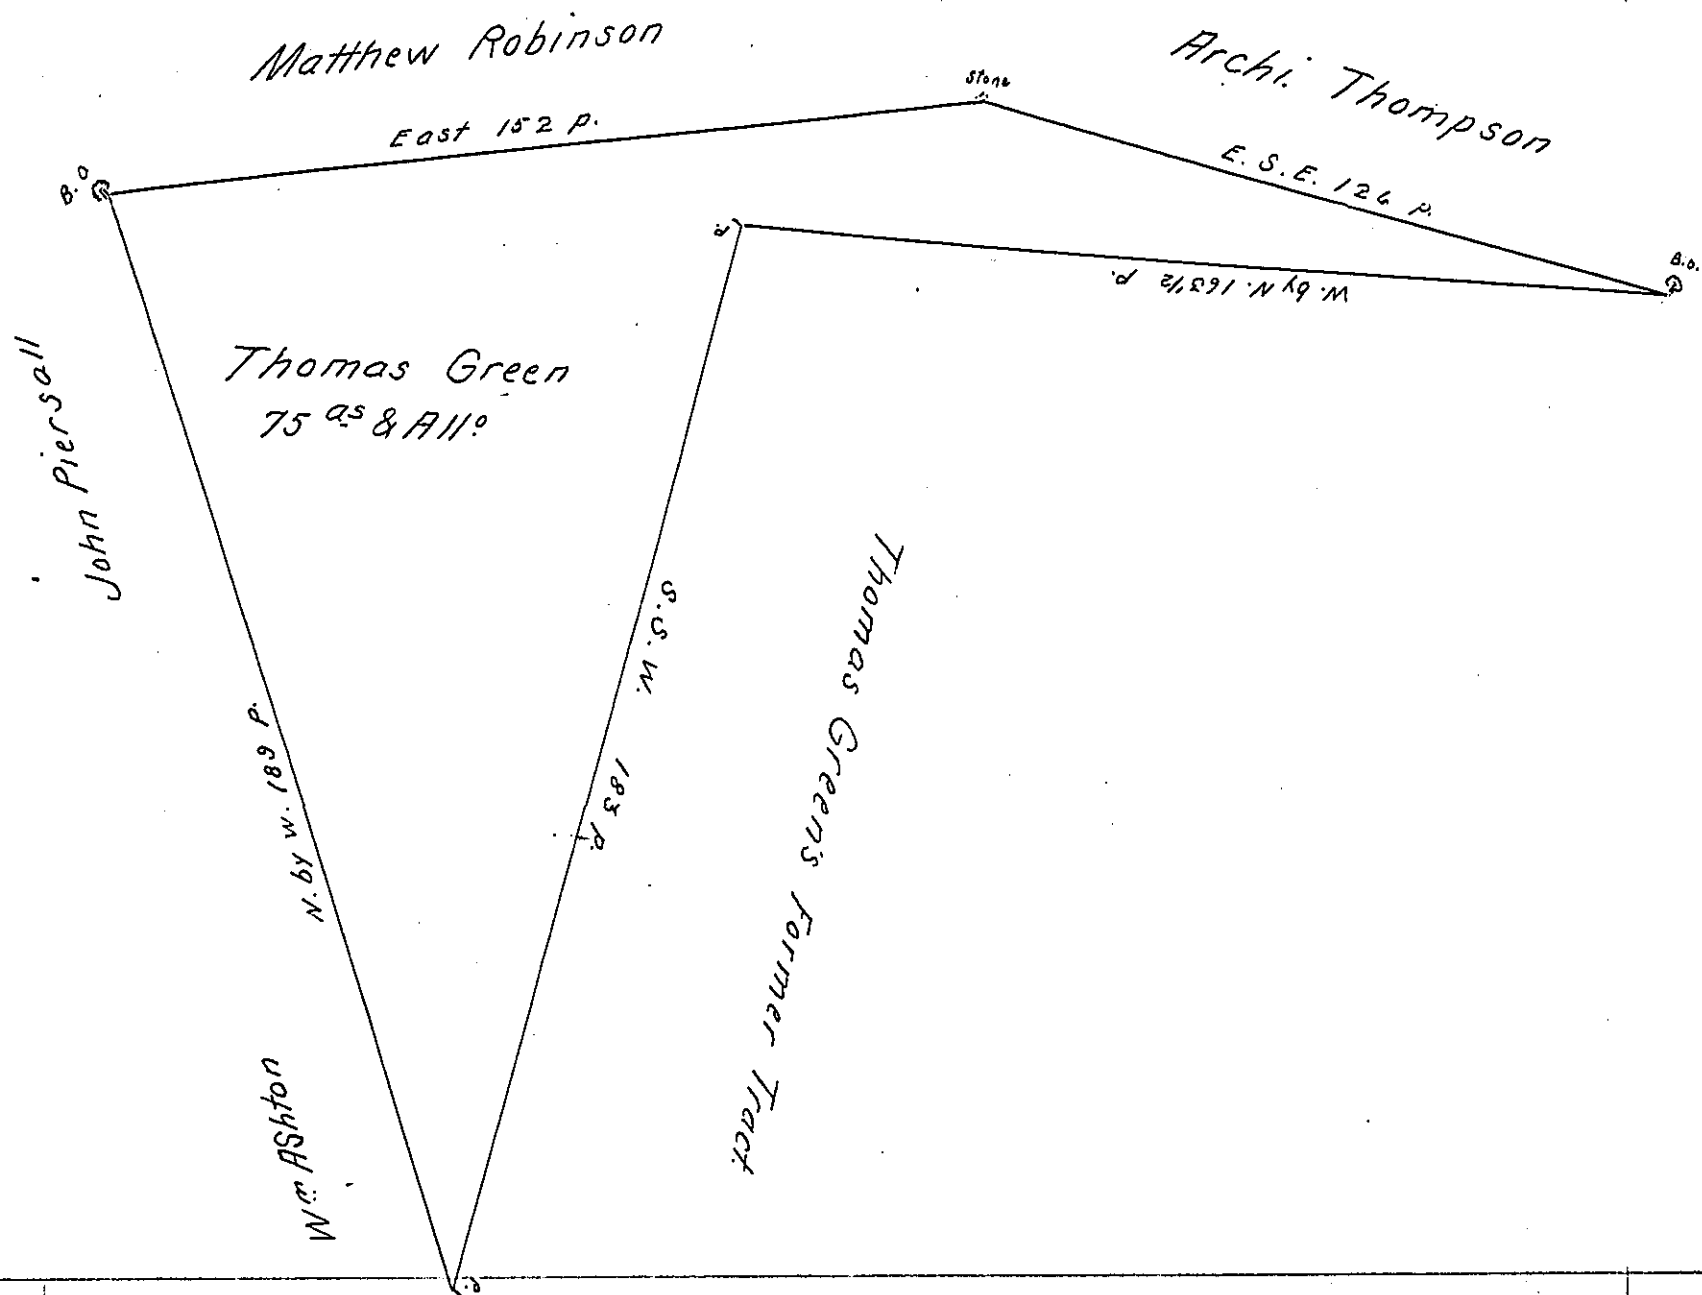 Matthew Robinson
Archi. Thompson
Stone
East 152 p.
E. S. E. 126 p.
B.O
B.O.
P.
W. by N. 163 1/2 p.
Thomas Green
75 as & Allo
John Piersall
S. S. W. 183 P.
Thomas Green's Former Tract
N. by W. 189 P.
P.
Wm Ashton
P.